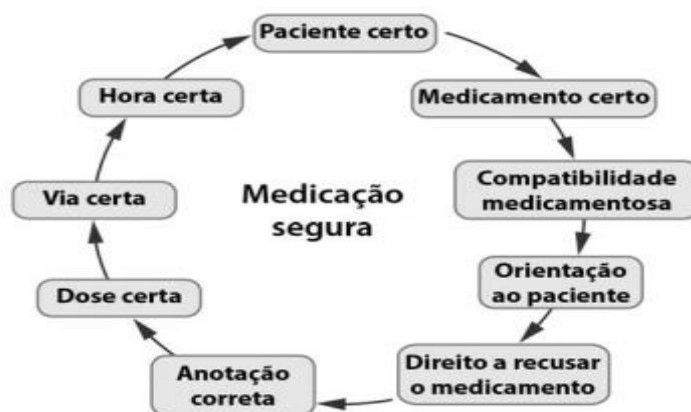 Paciente certo
Medicamento certo
Compatibilidade
medicamentosa
Orientação
ao paciente
Direito a recusar
o medicamento
Anotação
correta
Dose certa
Via certa
Hora certa
Medicação
segura